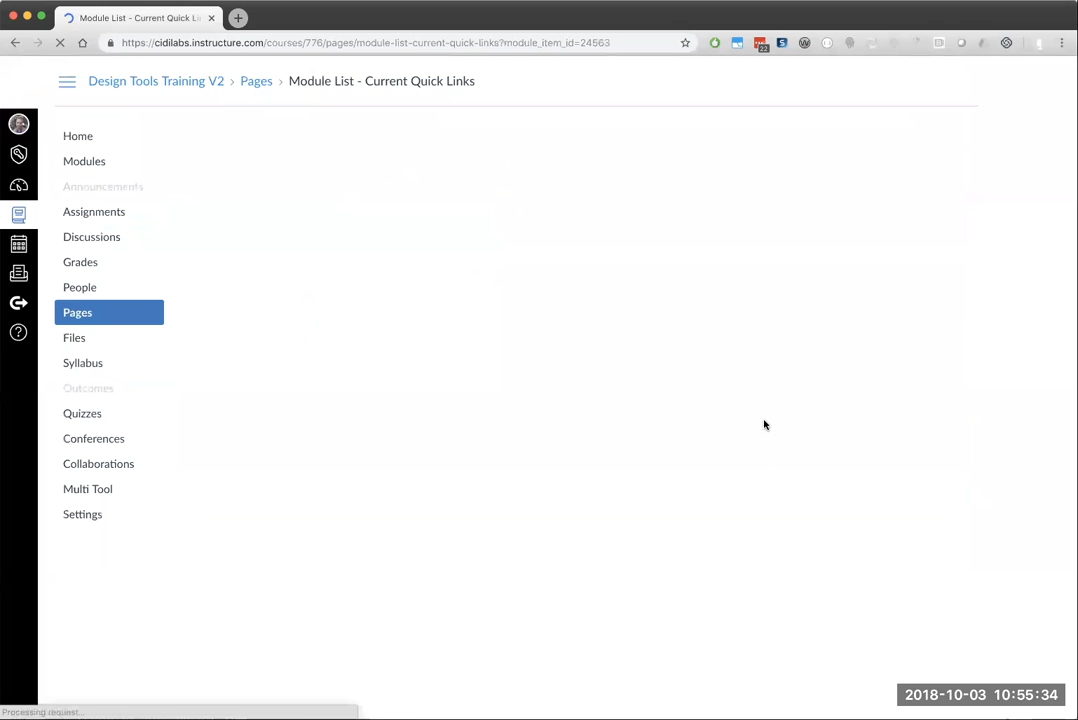 Module List - Current Quick Li
https://cidilabs.instructure.com/courses/776/pages/module-list-current-quick-links?module_item_id=24563
22
Design Tools Training V2 › Pages › Module List - Current Quick Links
Home
Modules
Announcements
Assignments
Discussions
Grades
People
Pages
Files
Syllabus
Outcomes
Quizzes
Conferences
Collaborations
Multi Tool
Settings
2018-10-03 10:55:34
Processing request...